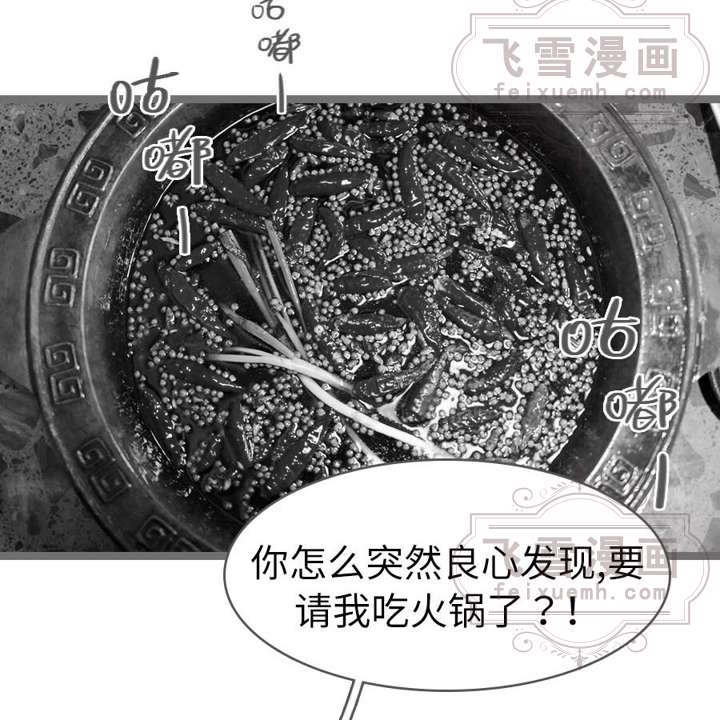 咕
嘟
—
飞雪漫画
feixuemh.com
咕
嘟
—
咕
嘟
—
飞雪漫画
feixuemh.com
你怎么突然良心发现,要
请我吃火锅了？!